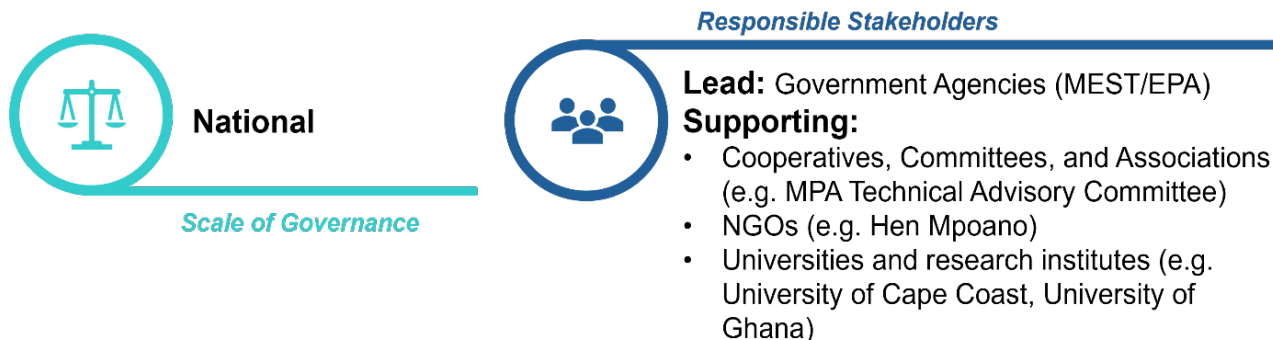 National
Scale of Governance
Responsible Stakeholders
Lead: Government Agencies (MEST/EPA)
Supporting:
• Cooperatives, Committees, and Associations
(e.g. MPA Technical Advisory Committee)
• NGOs (e.g. Hen Mpoano)
• Universities and research institutes (e.g.
University of Cape Coast, University of
Ghana)